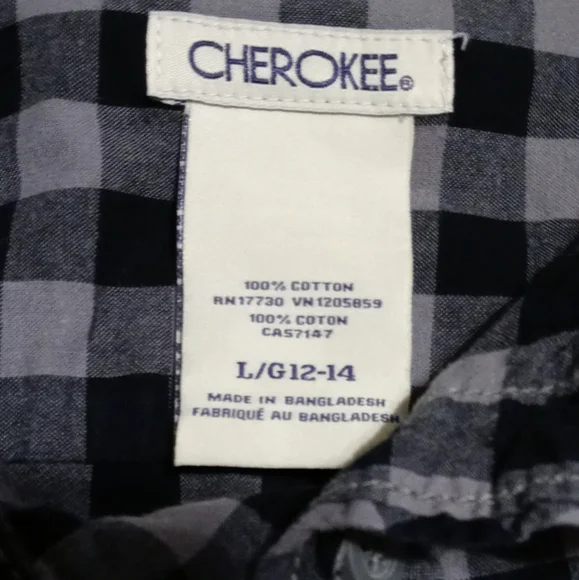 CHEROKEE®
100% COTTON
RN17730 VN1205859
100% COTON
CA57147
L/G12-14
MADE IN BANGLADESH
FABRIQUÉ AU BANGLADESH